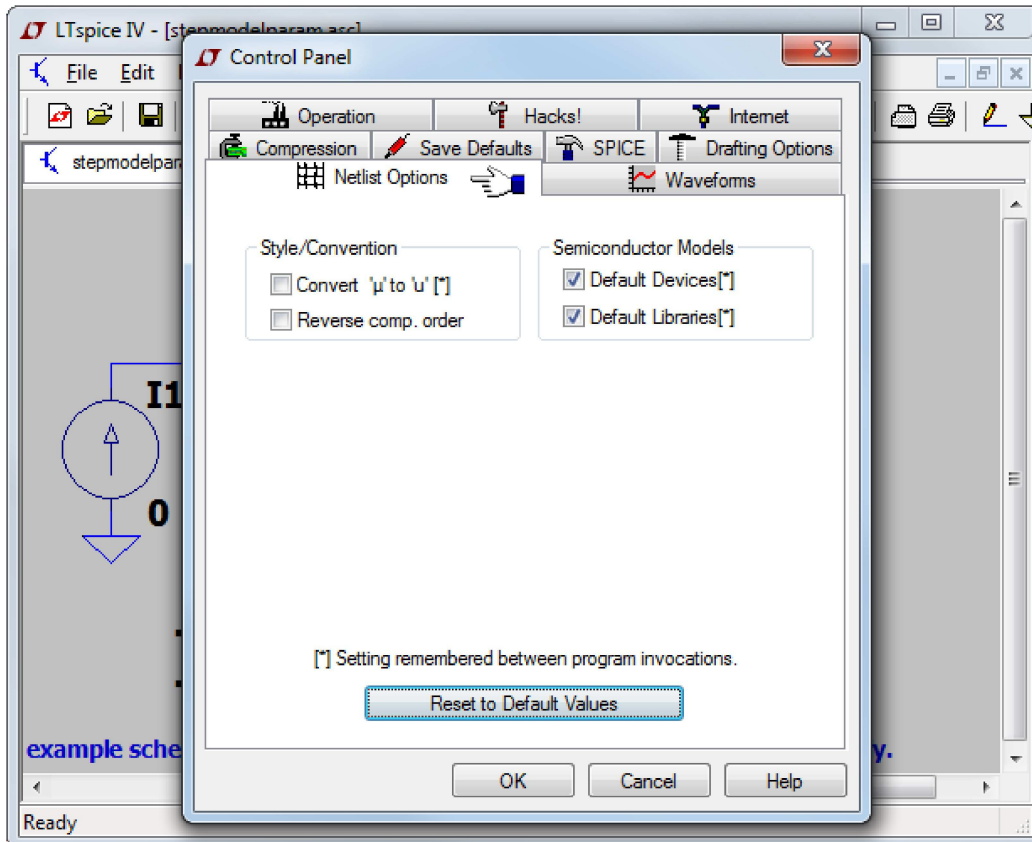 LTspice IV - [stepmodelparam.asc]
Control Panel
File Edit
Operation Hacks! Internet
Compression Save Defaults SPICE Drafting Options
stepmodelpar
Netlist Options Waveforms
Style/Convention
Convert 'µ' to 'u' [*]
Reverse comp. order
Semiconductor Models
Default Devices[*]
Default Libraries[*]
I1
0
[*] Setting remembered between program invocations.
Reset to Default Values
example sche
y.
OK Cancel Help
Ready